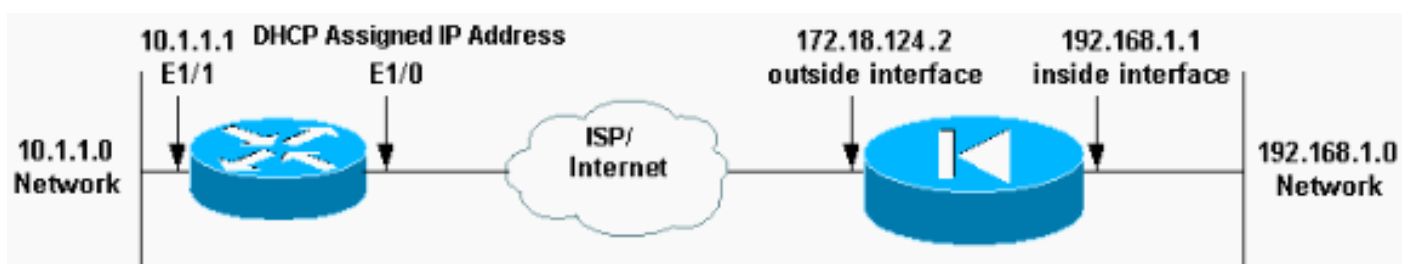 10.1.1.1
E1/1
DHCP Assigned IP Address
E1/0
172.18.124.2
outside interface
192.168.1.1
inside interface
10.1.1.0
Network
ISP/
Internet
192.168.1.0
Network